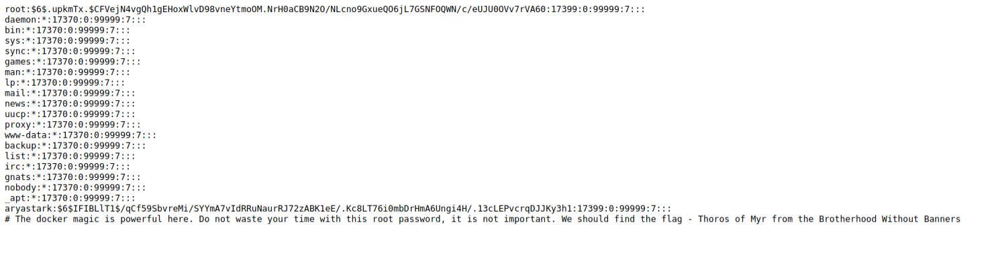 root:$6$.upkmTx.$CFVejN4vgQh1gEHoxWlvD98vneYtmoOM.NrH0aCB9N2O/NLcno9GxueQO6jL7GSNFOQWN/c/eUJU0OVv7rVA60:17399:0:99999:7:::
daemon:*:17370:0:99999:7:::
bin:*:17370:0:99999:7:::
sys:*:17370:0:99999:7:::
sync:*:17370:0:99999:7:::
games:*:17370:0:99999:7:::
man:*:17370:0:99999:7:::
lp:*:17370:0:99999:7:::
mail:*:17370:0:99999:7:::
news:*:17370:0:99999:7:::
uucp:*:17370:0:99999:7:::
proxy:*:17370:0:99999:7:::
www-data:*:17370:0:99999:7:::
backup:*:17370:0:99999:7:::
list:*:17370:0:99999:7:::
irc:*:17370:0:99999:7:::
gnats:*:17370:0:99999:7:::
nobody:*:17370:0:99999:7:::
_apt:*:17370:0:99999:7:::
aryastark:$6$IFIBLlT1$/qCf59SbvreMi/SYYmA7vIdRRuNaurRJ72zABK1eE/.Kc8LT76i0mbDrHmA6Ungi4H/.13cLEPvcrqDJJKy3h1:17399:0:99999:7:::
# The docker magic is powerful here. Do not waste your time with this root password, it is not important. We should find the flag - Thoros of Myr from the Brotherhood Without Banners